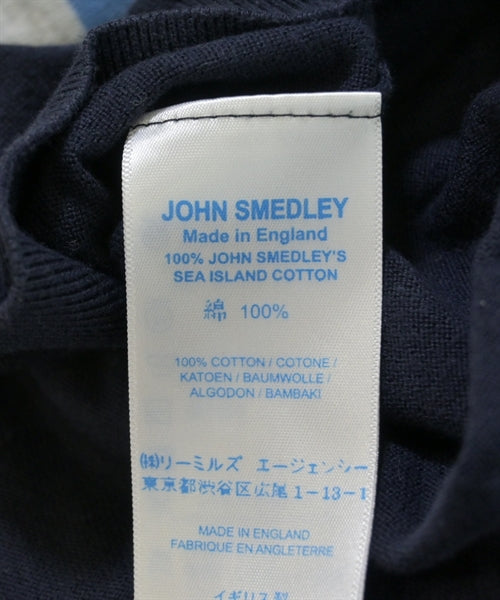 JOHN SMEDLEY
Made in England
100% JOHN SMEDLEY'S
SEA ISLAND COTTON
綿 100%
100% COTTON / COTONE /
KATOEN / BAUMWOLLE /
ALGODON / BAMBAKI
㈱リーミルズ エージェンシー
東京都渋谷区広尾1-13-1
MADE IN ENGLAND
FABRIQUE EN ANGLETERRE
イギリス製